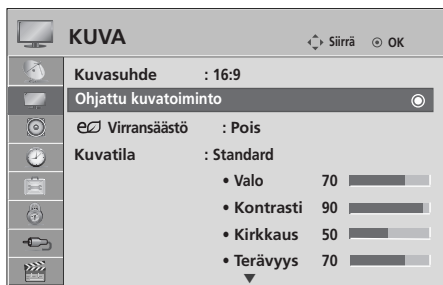 KUVA
Siirrä OK
Kuvasuhde : 16:9
Ohjattu kuvatoiminto
Virransäästö : Pois
Kuvatila : Standard
• Valo 70
• Kontrasti 90
• Kirkkaus 50
• Terävyys 70